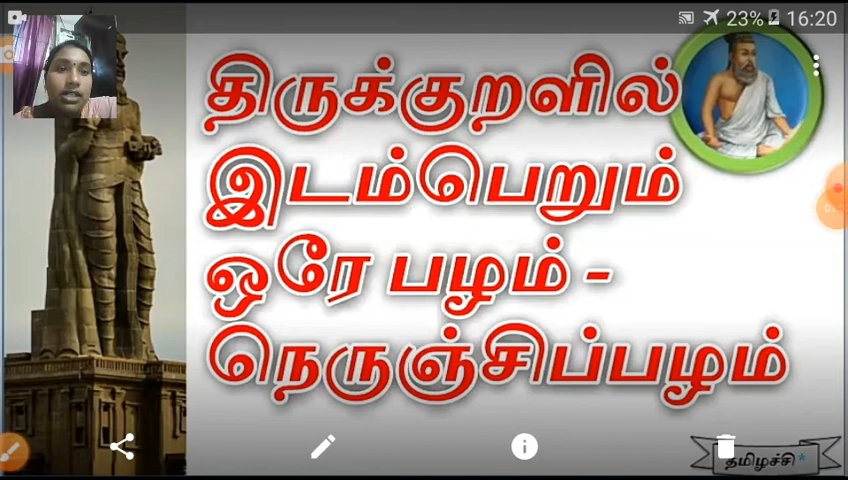 23% 16:20
திருக்குறளில்
இடம்பெறும்
ஒரே பழம் -
நெருஞ்சிப்பழம்
தமிழச்சி*